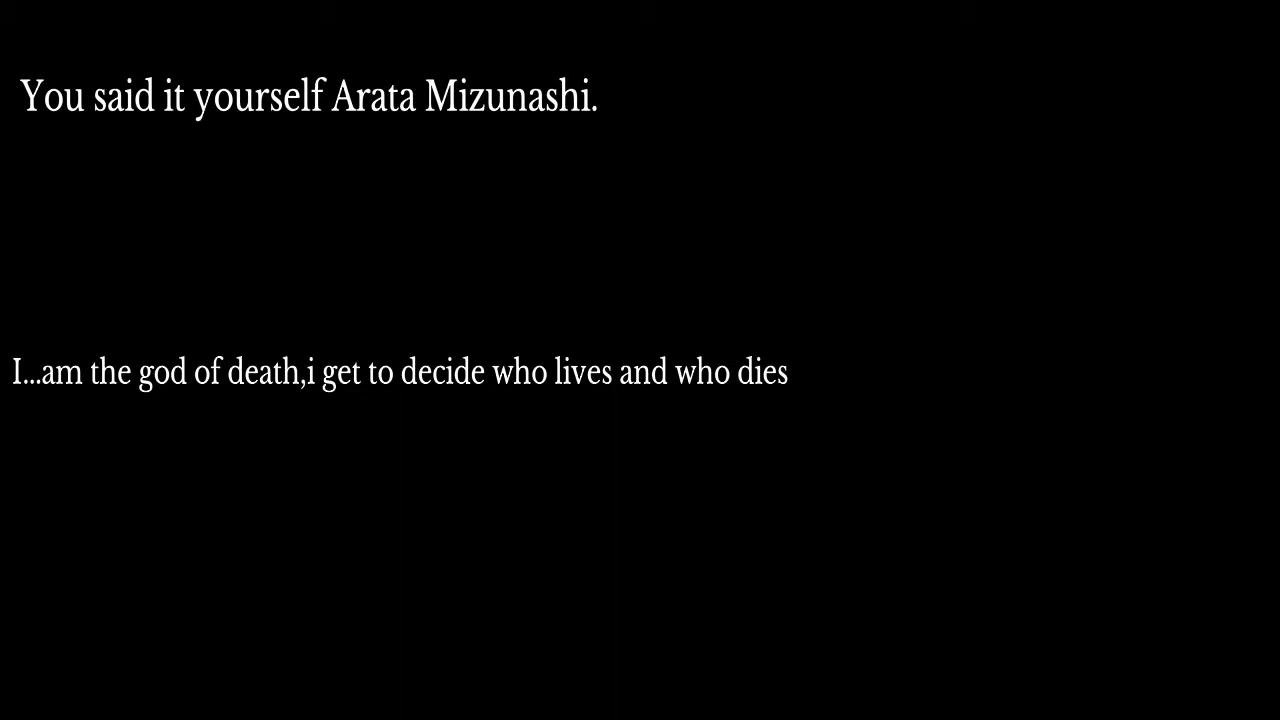 You said it yourself Arata Mizunashi.
I...am the god of death,i get to decide who lives and who dies